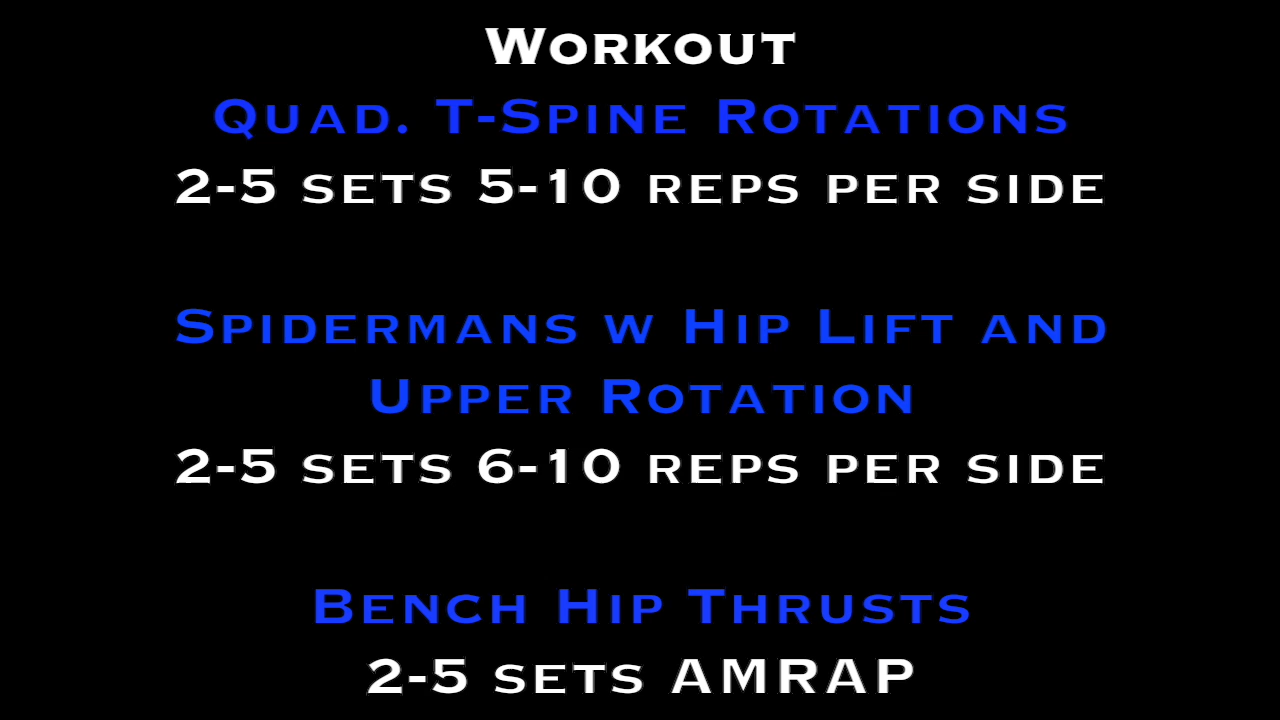 Workout
Quad. T-Spine Rotations
2-5 sets 5-10 reps per side
Spidermans w Hip Lift and
Upper Rotation
2-5 sets 6-10 reps per side
Bench Hip Thrusts
2-5 sets AMRAP